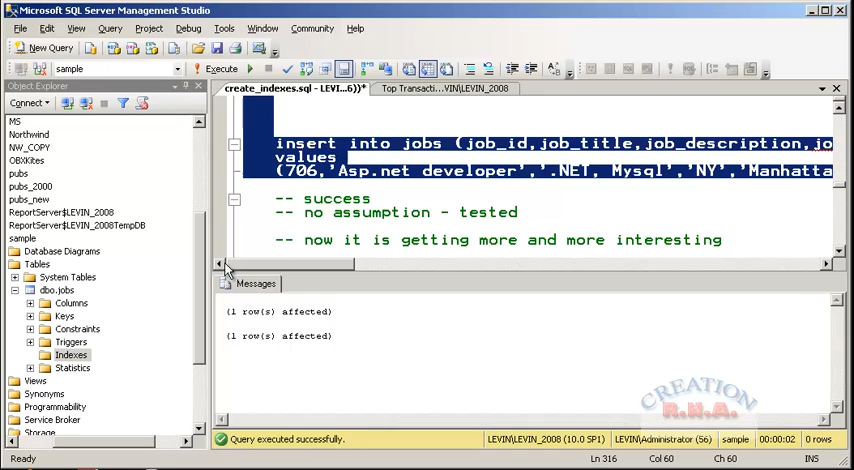 Microsoft SQL Server Management Studio
File Edit View Query Project Debug Tools Window Community Help
New Query
sample Execute
Object Explorer
create_indexes.sql - LEVI...6))* Top Transacti...VIN\LEVIN_2008
Connect
MS
Northwind
NW_COPY
OBXKites
pubs
pubs_2000
pubs_new
ReportServer$LEVIN_2008
ReportServer$LEVIN_2008TempDB
sample
Database Diagrams
Tables
System Tables
dbo.jobs
Columns
Keys
Constraints
Triggers
Indexes
Statistics
Views
Synonyms
Programmability
Service Broker
Storage
insert into jobs (job_id,job_title,job_description,jo
values
(706,'Asp.net developer','.NET, Mysql','NY','Manhatta
-- success
-- no assumption - tested
-- now it is getting more and more interesting
Messages
(1 row(s) affected)
(1 row(s) affected)
CREATION
R.N.A.
Query executed successfully. LEVIN\LEVIN_2008 (10.0 SP1) LEVIN\Administrator (56) sample 00:00:02 0 rows
Ready Ln 316 Col 60 Ch 60 INS